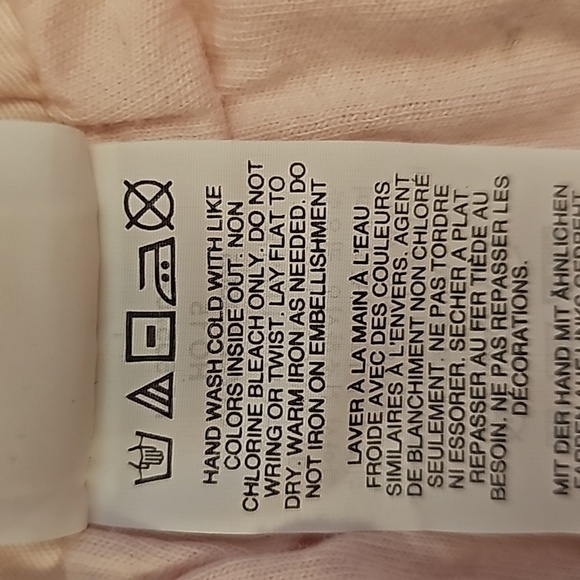 HAND WASH COLD WITH LIKE
COLORS INSIDE OUT. NON
CHLORINE BLEACH ONLY. DO NOT
WRING OR TWIST. LAY FLAT TO
DRY. WARM IRON AS NEEDED. DO
NOT IRON ON EMBELLISHMENT
LAVER À LA MAIN À L'EAU
FROIDE AVEC DES COULEURS
SIMILAIRES À L'ENVERS. AGENT
DE BLANCHIMENT NON CHLORÉ
SEULEMENT. NE PAS TORDRE
NI ESSORER. SECHER A PLAT.
REPASSER AU FER TIÈDE AU
BESOIN. NE PAS REPASSER LES
DÉCORATIONS.
MIT DER HAND MIT ÄHNLICHEN